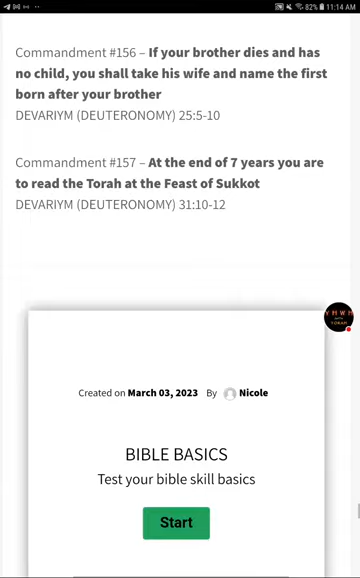 82% 11:14 AM
Commandment #156 – If your brother dies and has
no child, you shall take his wife and name the first
born after your brother
DEVARIYM (DEUTERONOMY) 25:5-10
Commandment #157 – At the end of 7 years you are
to read the Torah at the Feast of Sukkot
DEVARIYM (DEUTERONOMY) 31:10-12
Y H W H
TORAH
Created on March 03, 2023 By Nicole
BIBLE BASICS
Test your bible skill basics
Start